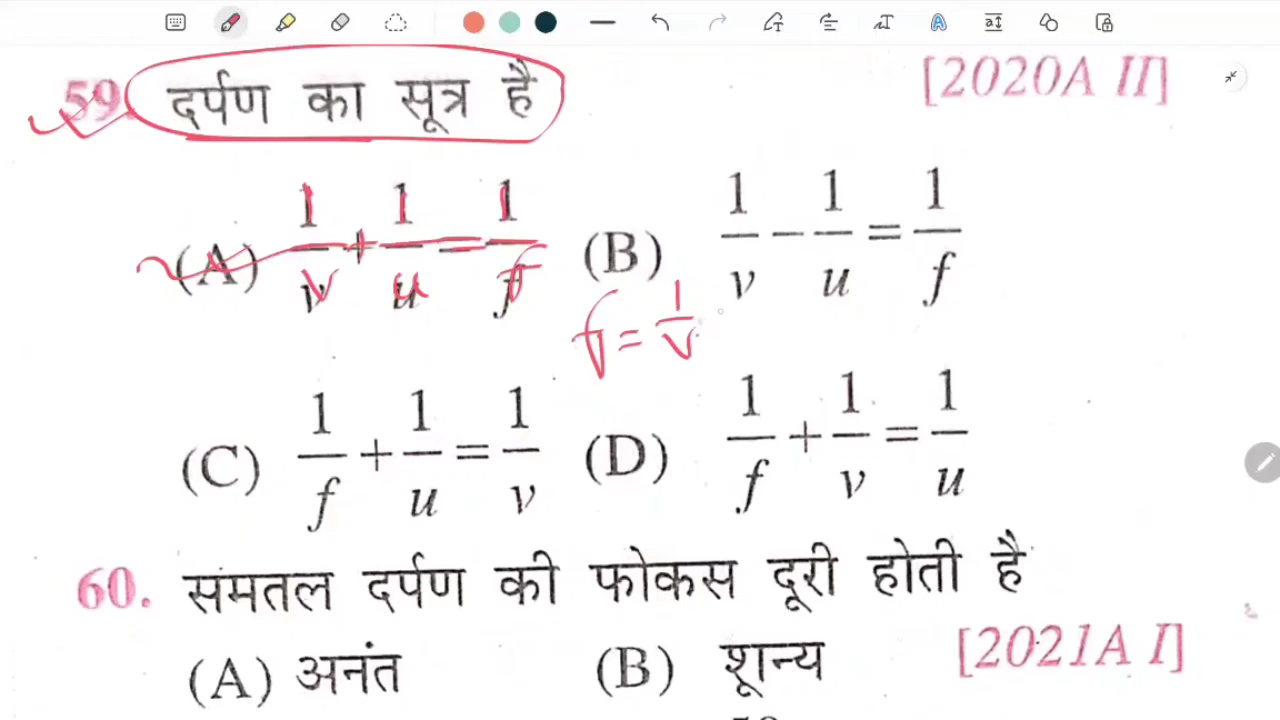 59. दर्पण का सूत्र है [2020A II]
(A) 1/v + 1/u = 1/f (B) 1/v − 1/u = 1/f
f = 1/v
(C) 1/f + 1/u = 1/v (D) 1/f + 1/v = 1/u
60. समतल दर्पण की फोकस दूरी होती है
[2021A I]
(A) अनंत (B) शून्य